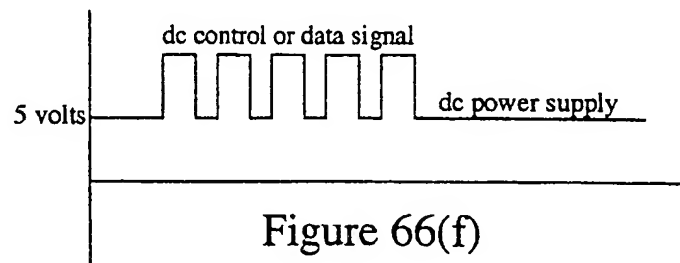 dc control or data signal
dc power supply
5 volts
Figure 66(f)